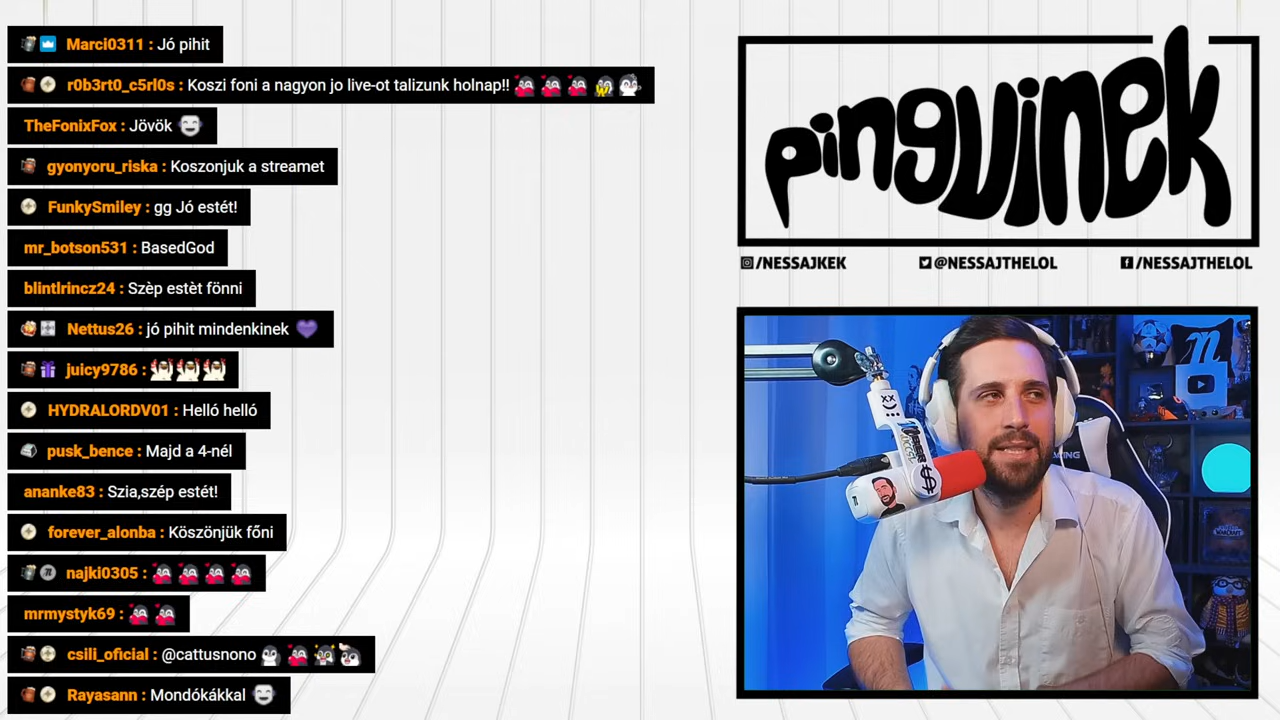 Marci0311 : Jó pihit
r0b3rt0_c5rl0s : Koszi foni a nagyon jo live-ot talizunk holnap!!
TheFonixFox : Jövök
gyonyoru_riska : Koszonjuk a streamet
FunkySmiley : gg Jó estét!
mr_botson531 : BasedGod
blintlrincz24 : Szèp estèt fönni
Nettus26 : jó pihit mindenkinek
juicy9786 :
HYDRALORDV01 : Helló helló
pusk_bence : Majd a 4-nél
ananke83 : Szia,szép estét!
forever_alonba : Köszönjük főni
najki0305 :
mrmystyk69 :
csili_oficial : @cattusnono
Rayasann : Mondókákkal
pingvinek
/NESSAJKEK
@NESSAJTHELOL
/NESSAJTHELOL